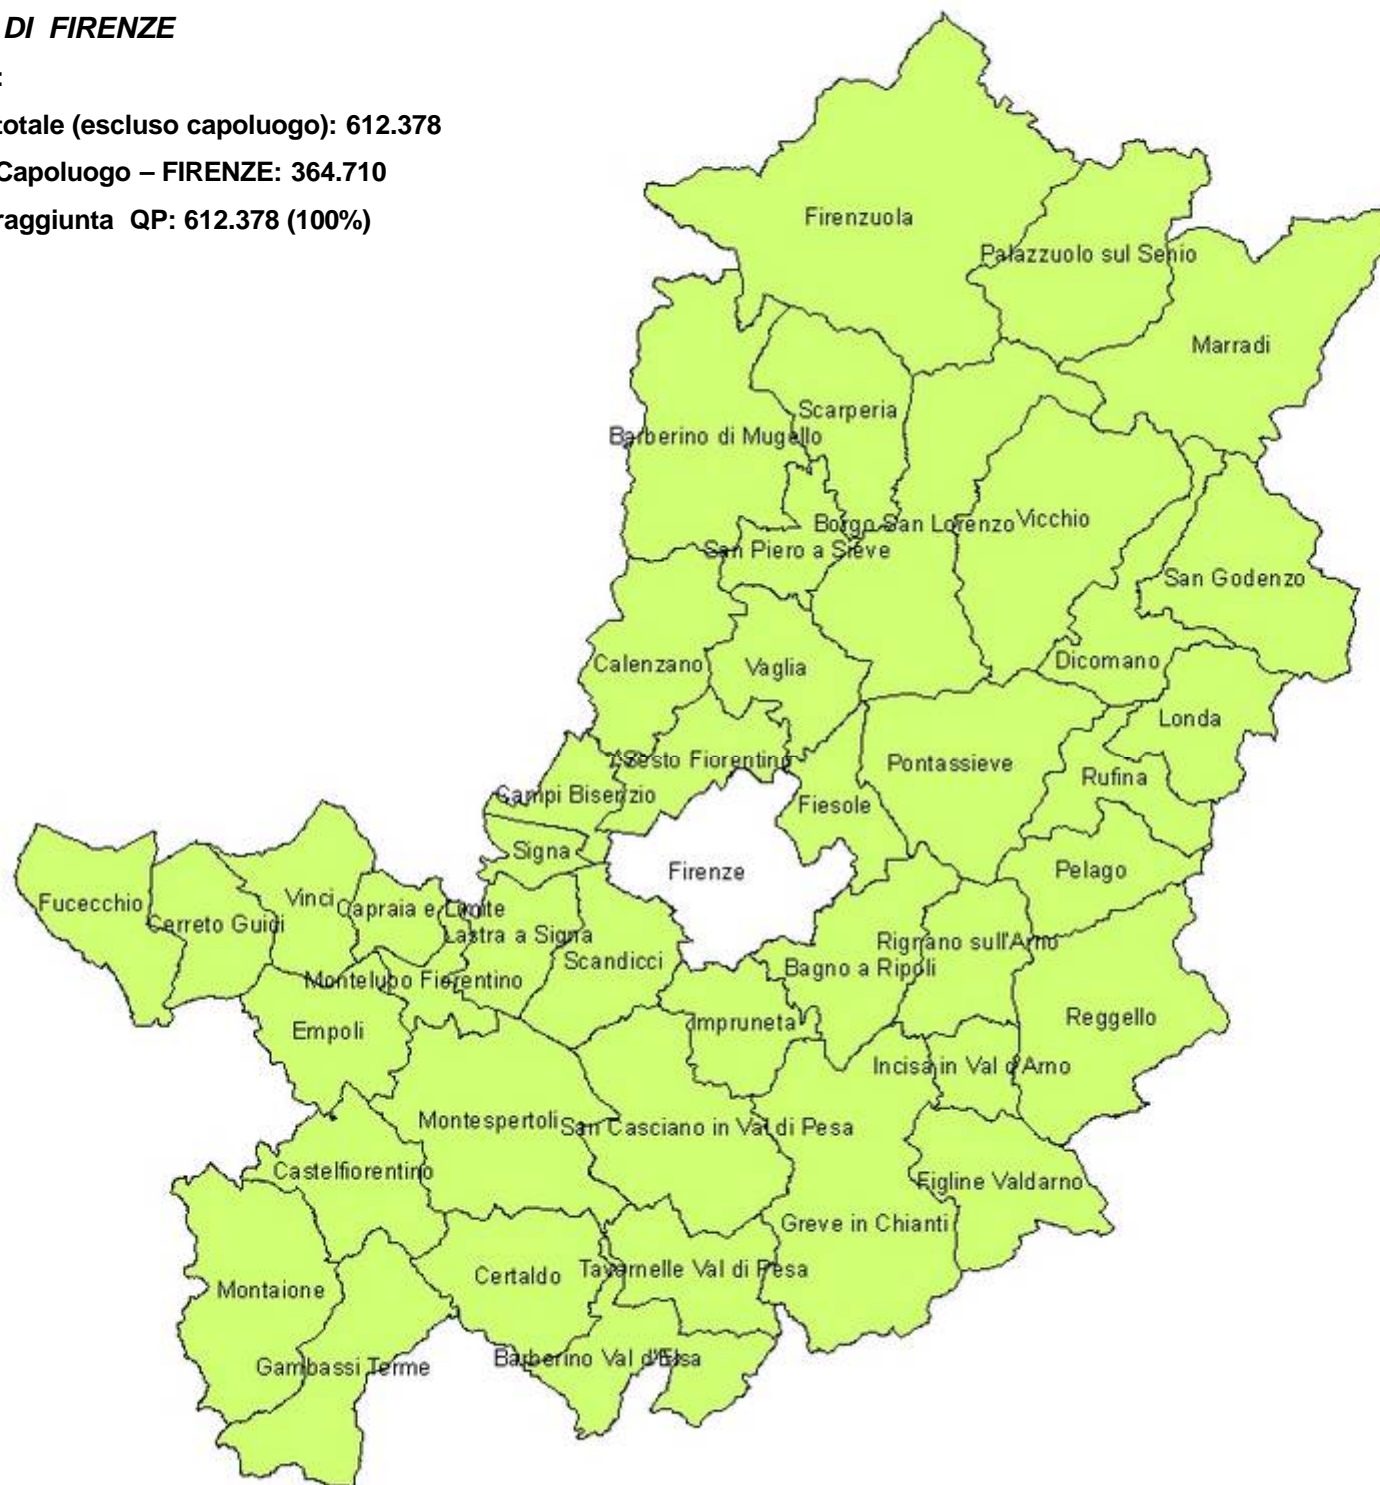 DI FIRENZE
:
totale (escluso capoluogo): 612.378
Capoluogo – FIRENZE: 364.710
raggiunta QP: 612.378 (100%)
Firenzuola
Palazzuolo sul Senio
Marradi
Scarperia
Barberino di Mugello
Borgo San Lorenzo
Vicchio
San Piero a Sieve
San Godenzo
Calenzano
Vaglia
Dicomano
Londa
Sesto Fiorentino
Pontassieve
Rufina
Campi Bisenzio
Fiesole
Signa
Firenze
Pelago
Fucecchio
Vinci
Capraia e Limite
Cerreto Guidi
Lastra a Signa
Rignano sull'Arno
Scandicci
Bagno a Ripoli
Montelupo Fiorentino
Empoli
Impruneta
Reggello
Incisa in Val d'Arno
Montespertoli
San Casciano in Val di Pesa
Castelfiorentino
Figline Valdarno
Greve in Chianti
Montaione
Certaldo
Tavarnelle Val di Pesa
Gambassi Terme
Barberino Val d'Elsa